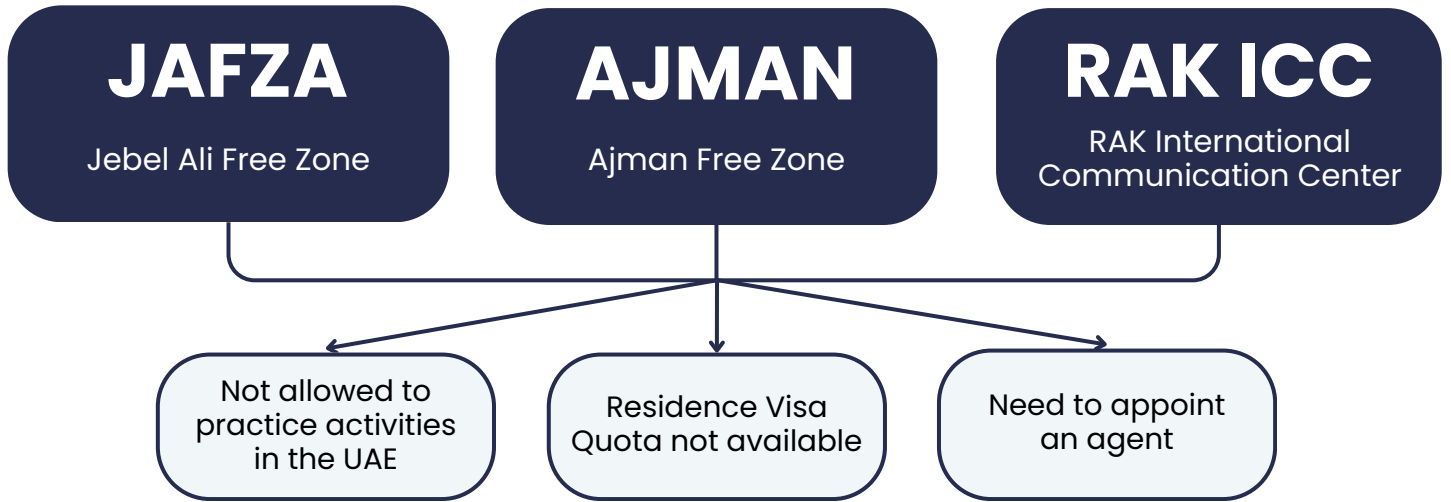 JAFZA
Jebel Ali Free Zone
AJMAN
Ajman Free Zone
RAK ICC
RAK International
Communication Center
Not allowed to
practice activities
in the UAE
Residence Visa
Quota not available
Need to appoint
an agent